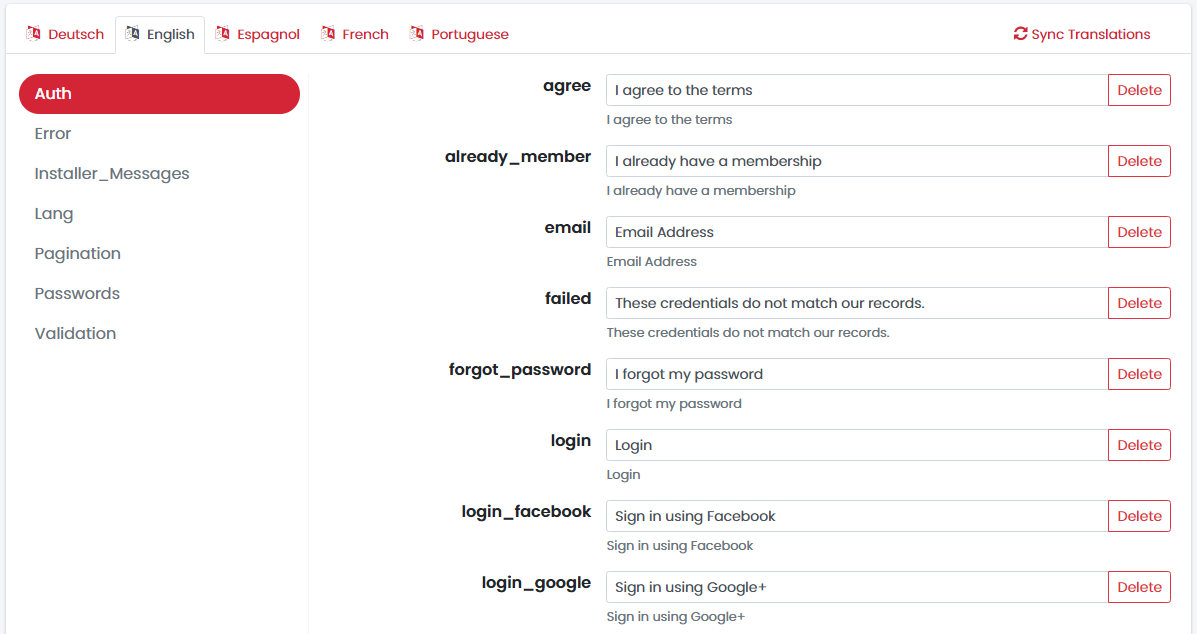 Deutsch English Espagnol French Portuguese Sync Translations
Auth
Error
Installer_Messages
Lang
Pagination
Passwords
Validation
agree I agree to the terms Delete
I agree to the terms
already_member I already have a membership Delete
I already have a membership
email Email Address Delete
Email Address
failed These credentials do not match our records. Delete
These credentials do not match our records.
forgot_password I forgot my password Delete
I forgot my password
login Login Delete
Login
login_facebook Sign in using Facebook Delete
Sign in using Facebook
login_google Sign in using Google+ Delete
Sign in using Google+